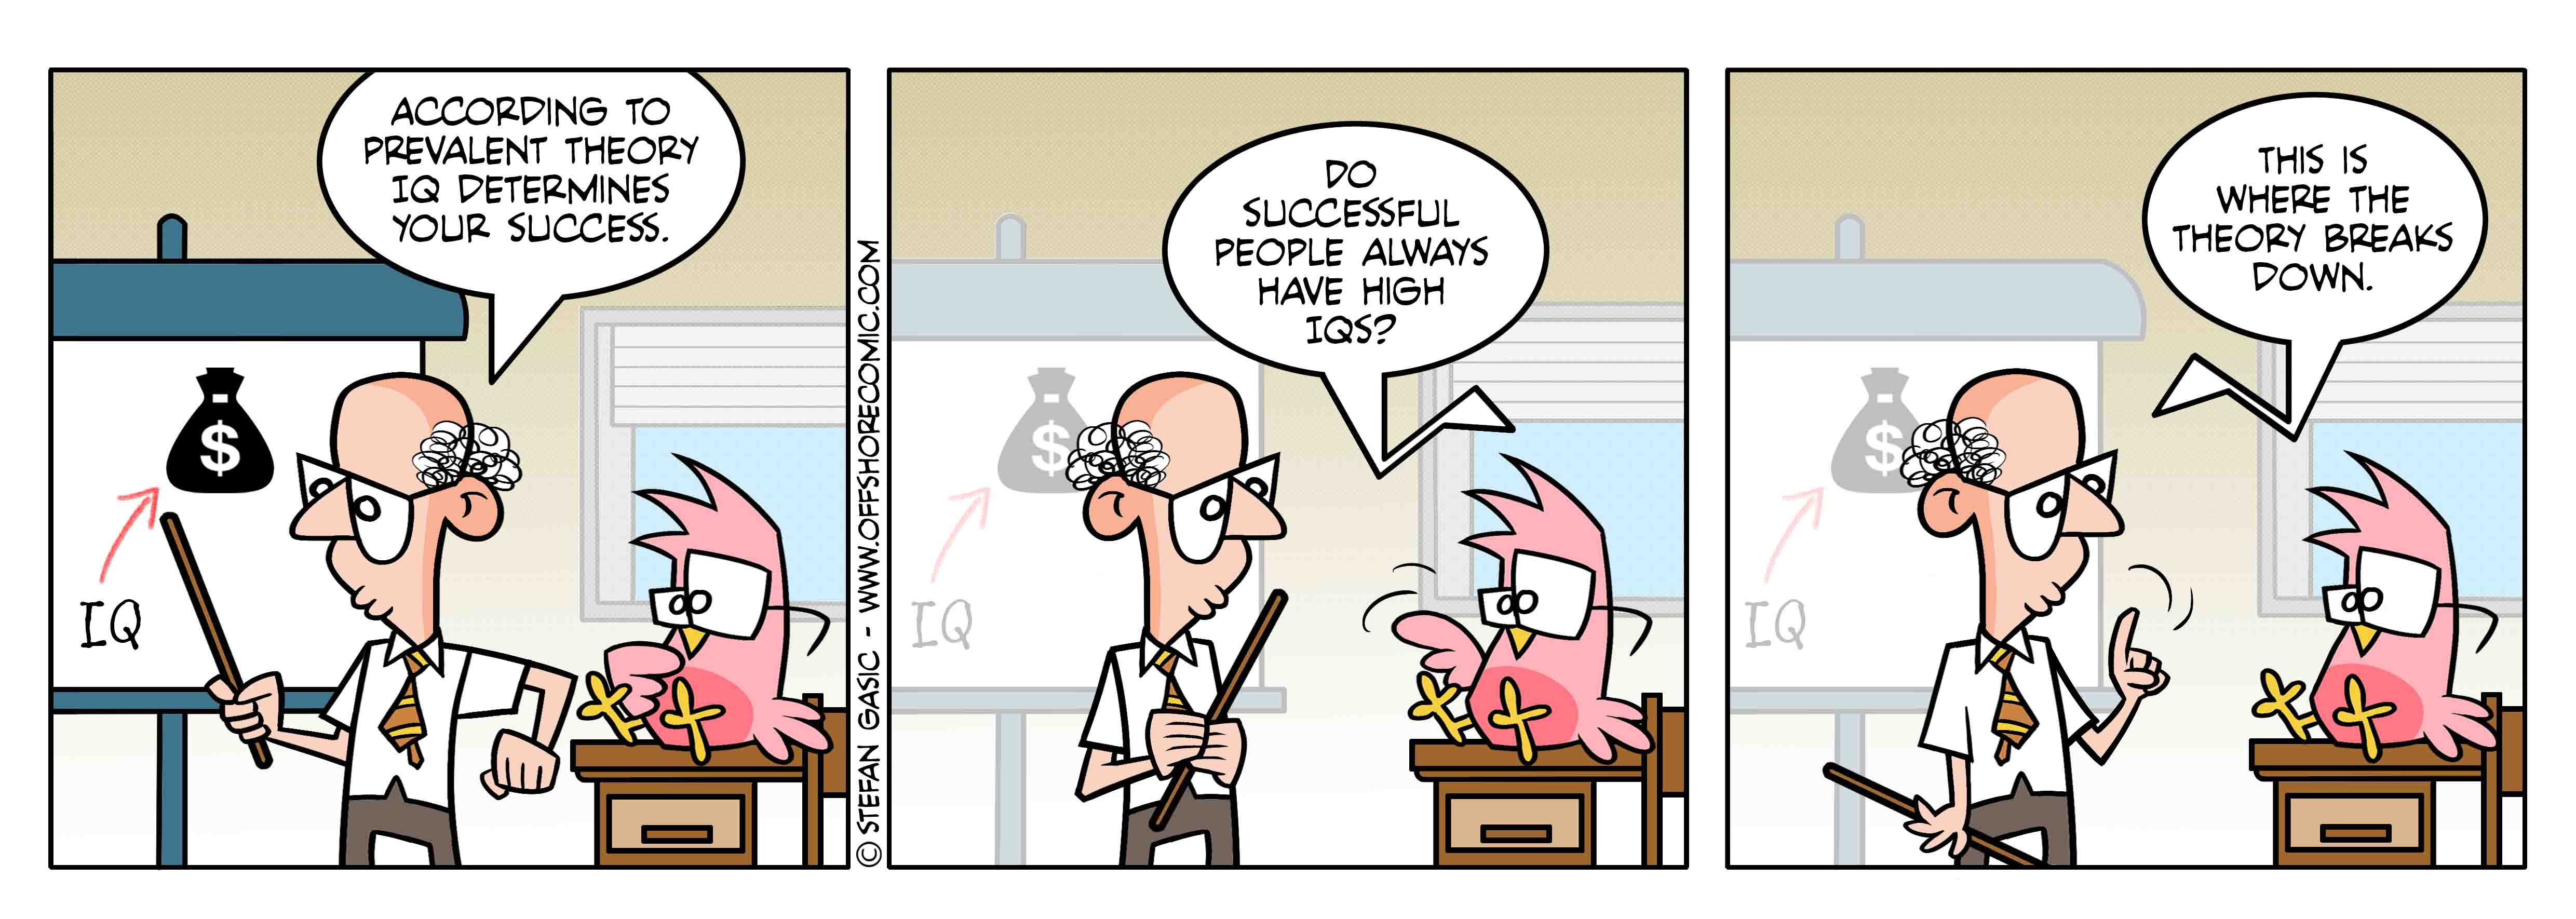 ACCORDING TO
PREVALENT THEORY
IQ DETERMINES
YOUR SUCCESS.
$
IQ
© STEFAN GASIC - WWW.OFFSHORECOMIC.COM
DO
SUCCESSFUL
PEOPLE ALWAYS
HAVE HIGH
IQS?
$
IQ
THIS IS
WHERE THE
THEORY BREAKS
DOWN.
$
IQ